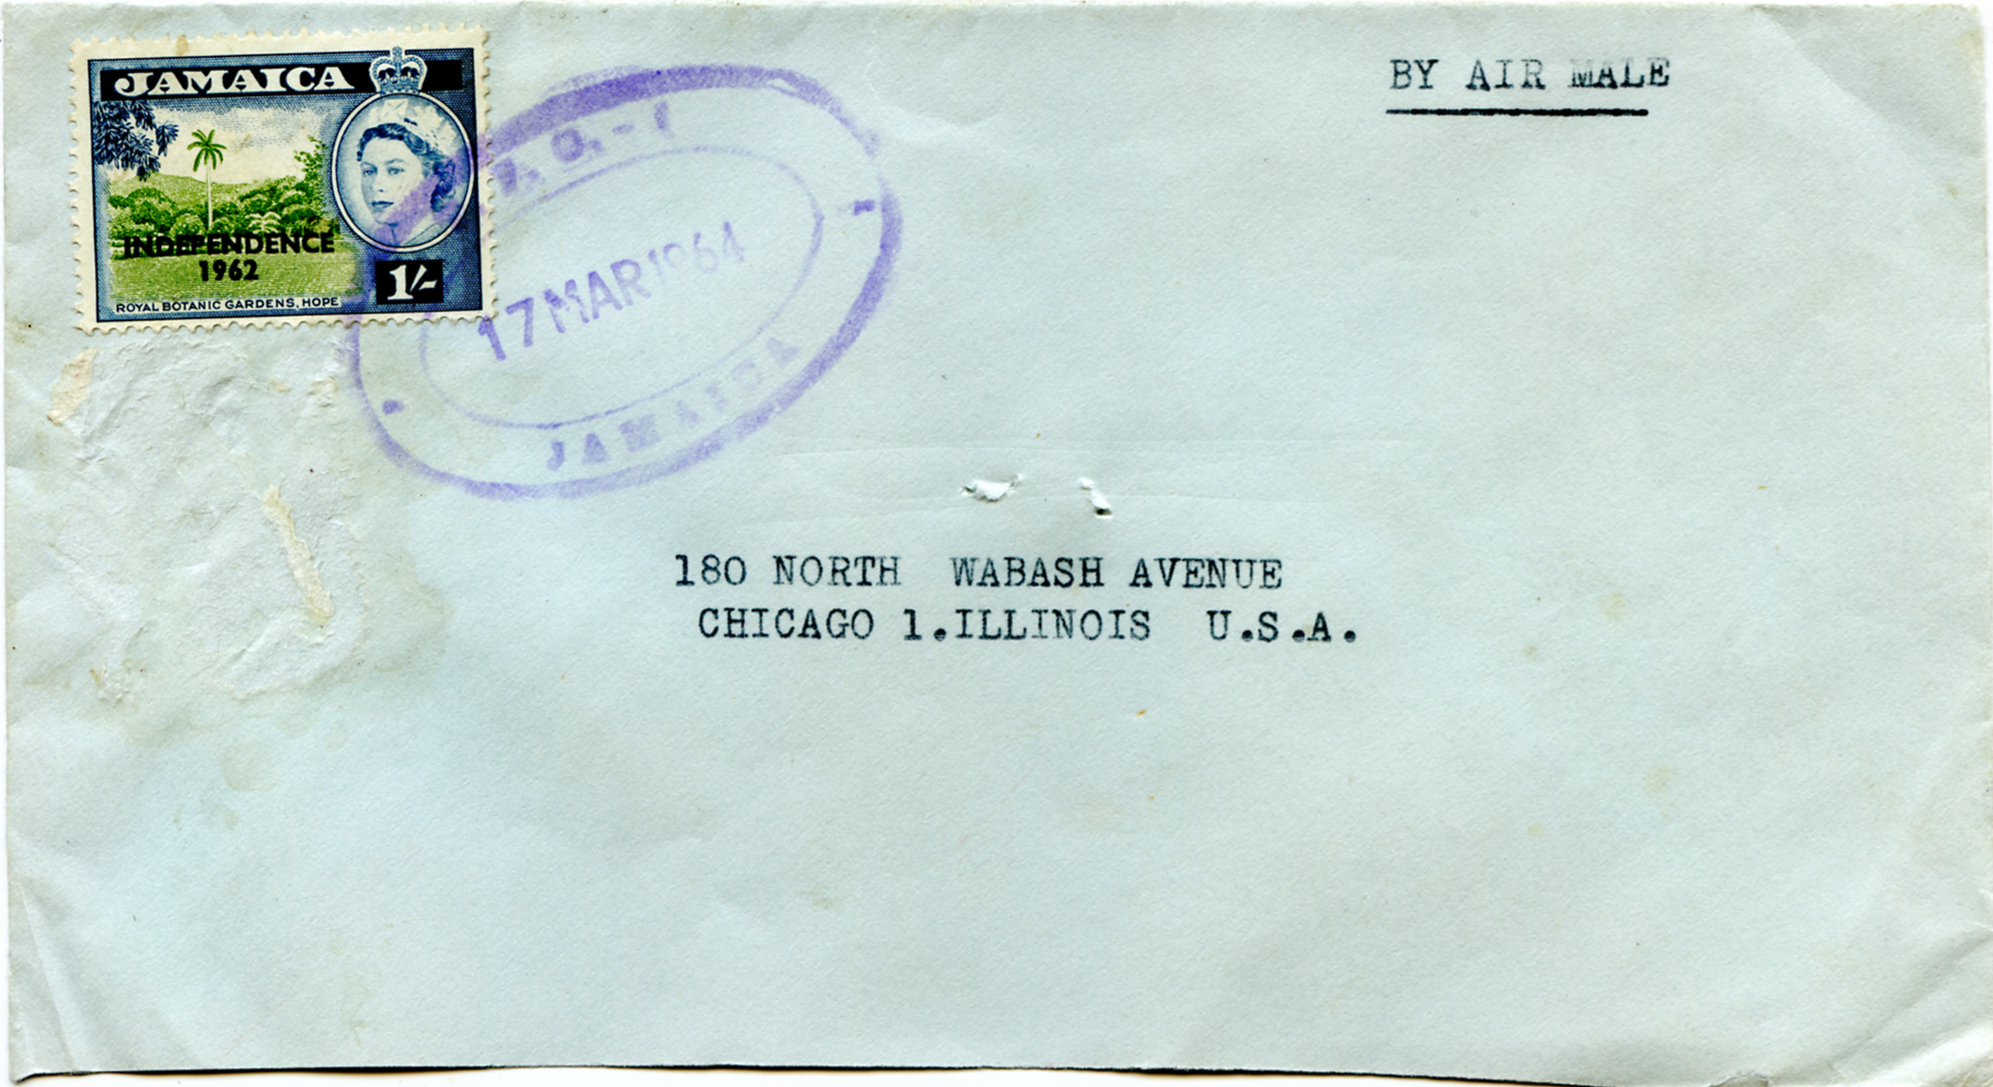 JAMAICA
INDEPENDENCE
1962
1/-
ROYAL BOTANIC GARDENS, HOPE
17 MAR 1964
JAMAICA
BY AIR MALE
180 NORTH WABASH AVENUE
CHICAGO 1.ILLINOIS U.S.A.